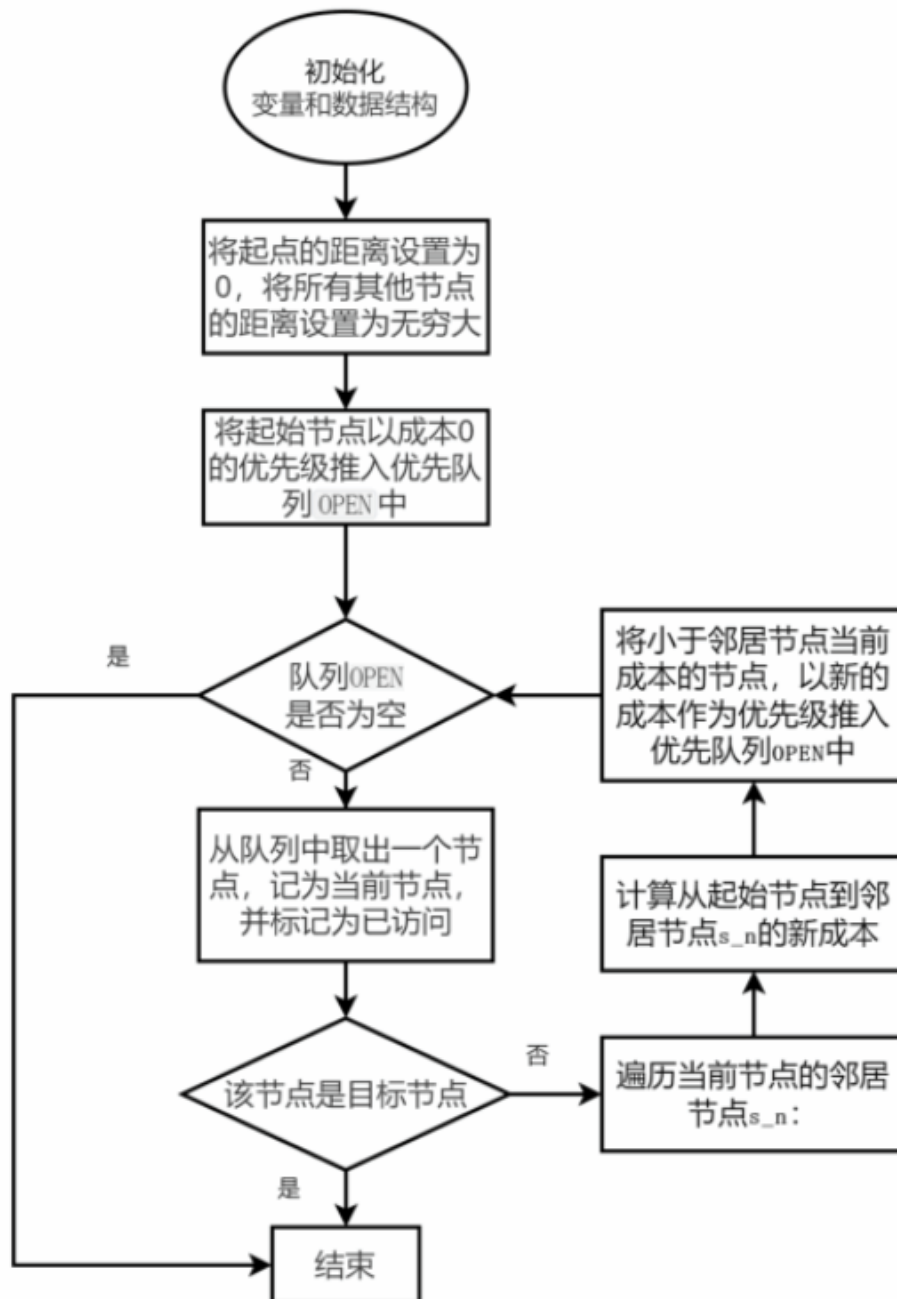 初始化
变量和数据结构
将起点的距离设置为
0，将所有其他节点
的距离设置为无穷大
将起始节点以成本0
的优先级推入优先队
列OPEN中
是
队列OPEN
是否为空
否
将小于邻居节点当前
成本的节点，以新的
成本作为优先级推入
优先队列OPEN中
从队列中取出一个节
点，记为当前节点，
并标记为已访问
计算从起始节点到邻
居节点s_n的新成本
该节点是目标节点
否
遍历当前节点的邻居
节点s_n：
是
结束